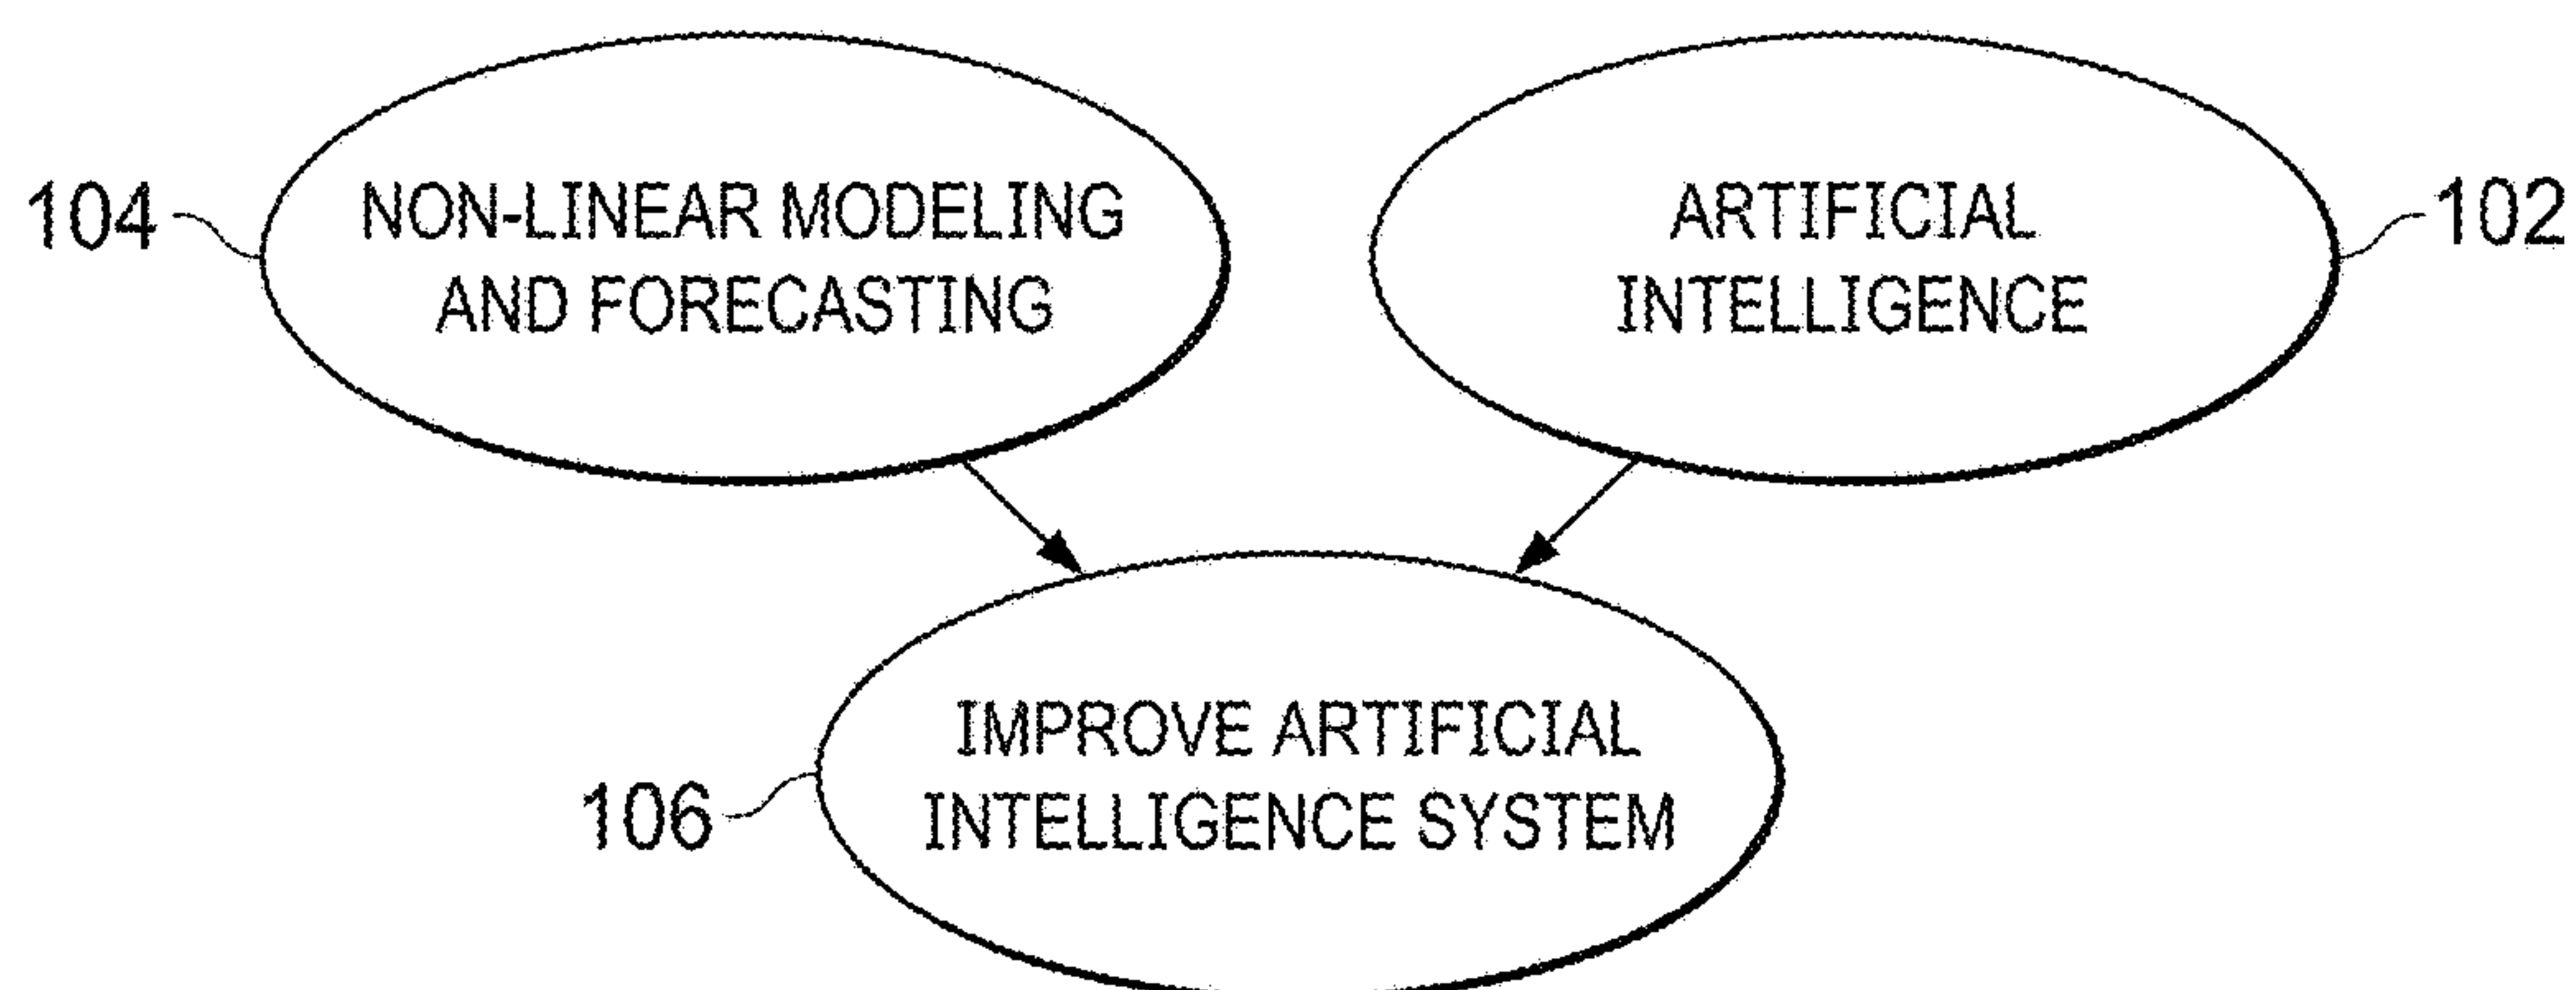 104
NON-LINEAR MODELING
AND FORECASTING
ARTIFICIAL
INTELLIGENCE
102
106
IMPROVE ARTIFICIAL
INTELLIGENCE SYSTEM